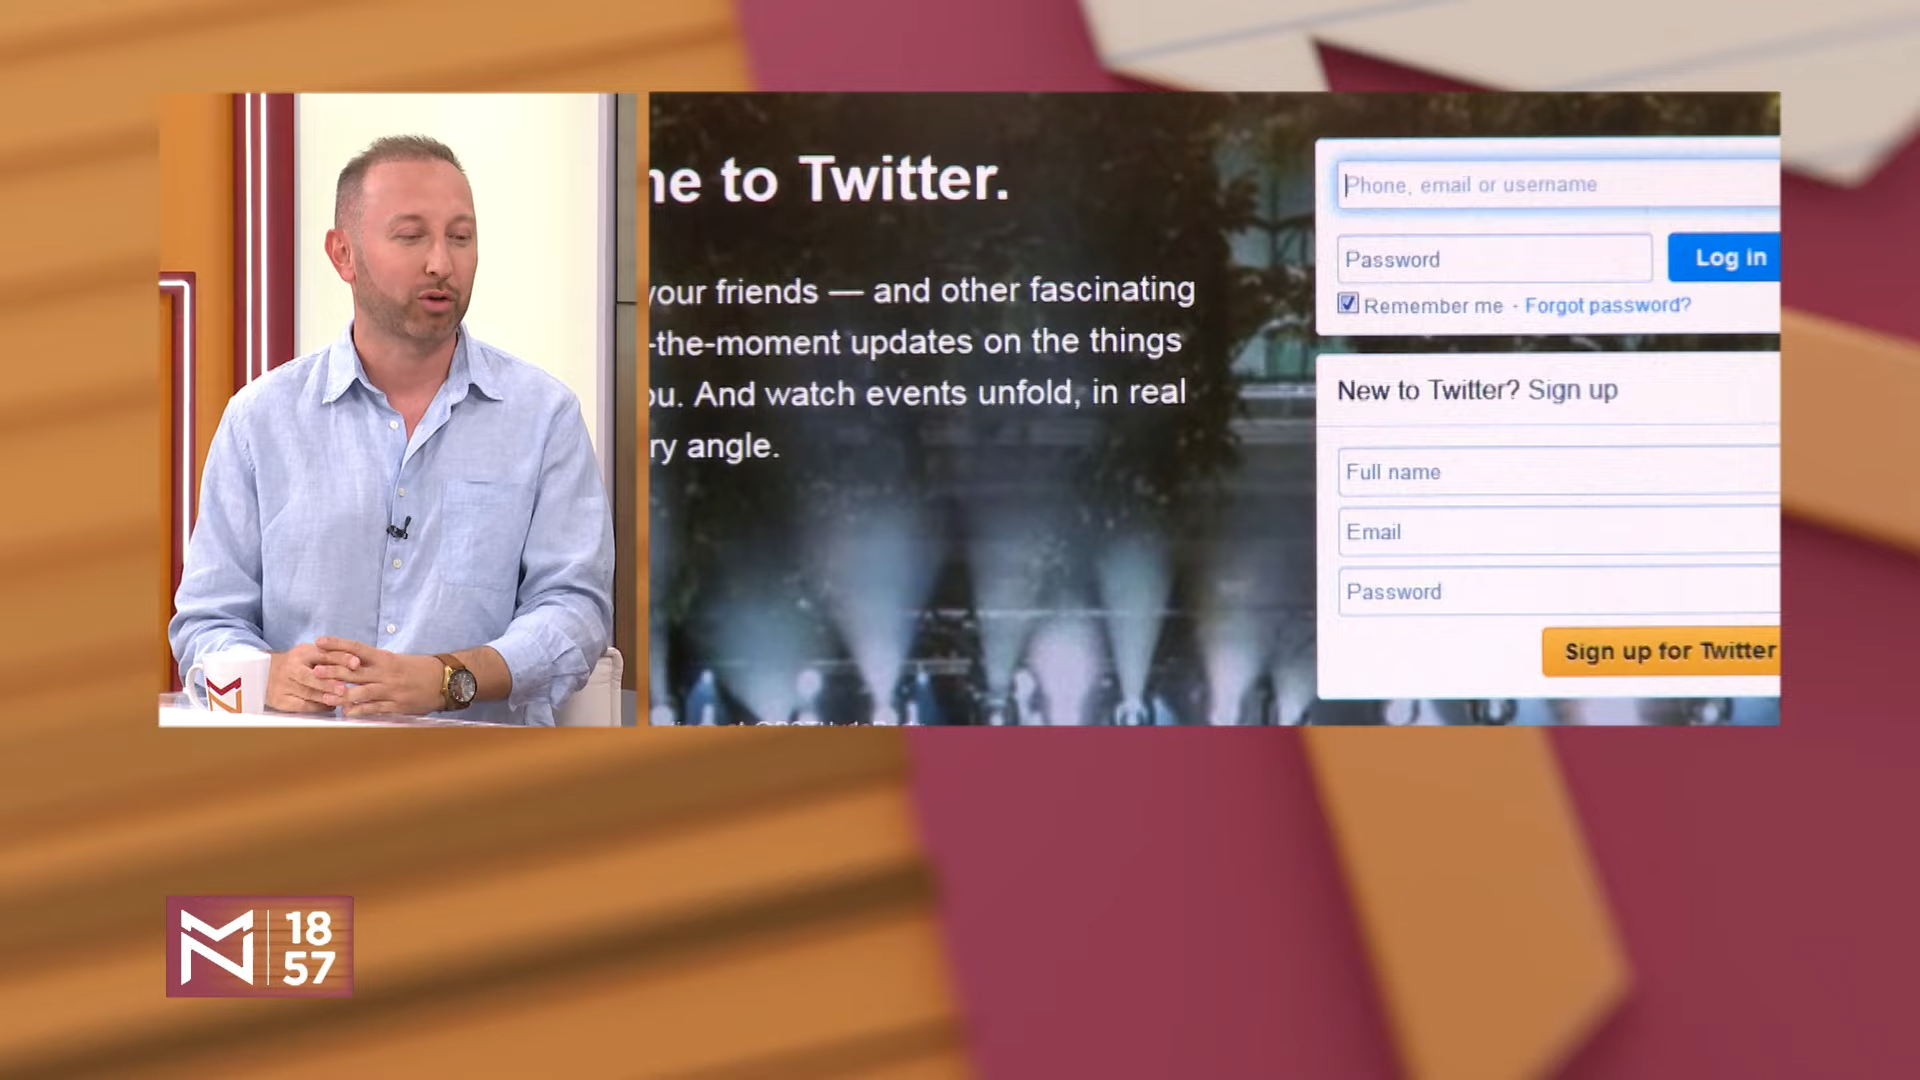 ne to Twitter.
your friends — and other fascinating
-the-moment updates on the things
ou. And watch events unfold, in real
ry angle.
Phone, email or username
Password
Log in
Remember me · Forgot password?
New to Twitter? Sign up
Full name
Email
Password
Sign up for Twitter
18
57